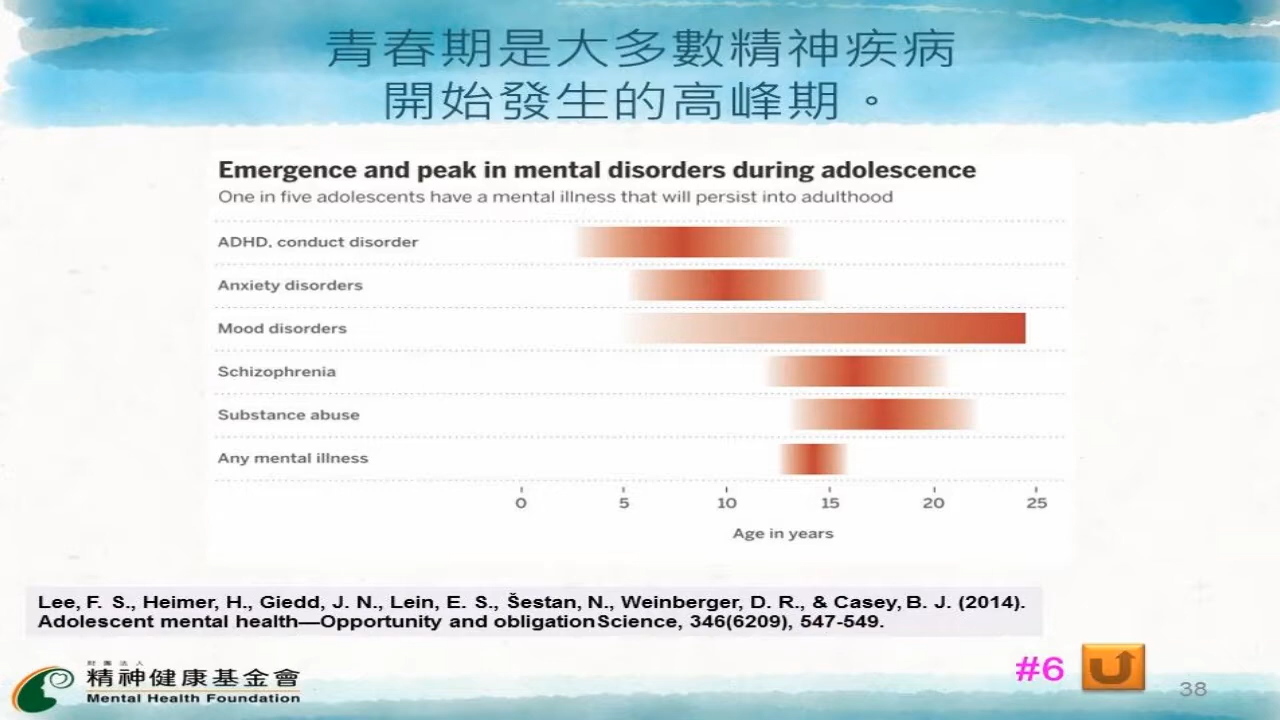 青春期是大多數精神疾病
開始發生的高峰期。
Emergence and peak in mental disorders during adolescence
One in five adolescents have a mental illness that will persist into adulthood
ADHD, conduct disorder
Anxiety disorders
Mood disorders
Schizophrenia
Substance abuse
Any mental illness
0 5 10 15 20 25
Age in years
Lee, F. S., Heimer, H., Giedd, J. N., Lein, E. S., Šestan, N., Weinberger, D. R., & Casey, B. J. (2014).
Adolescent mental health—Opportunity and obligationScience, 346(6209), 547-549.
財團法人
精神健康基金會
Mental Health Foundation
#6
38